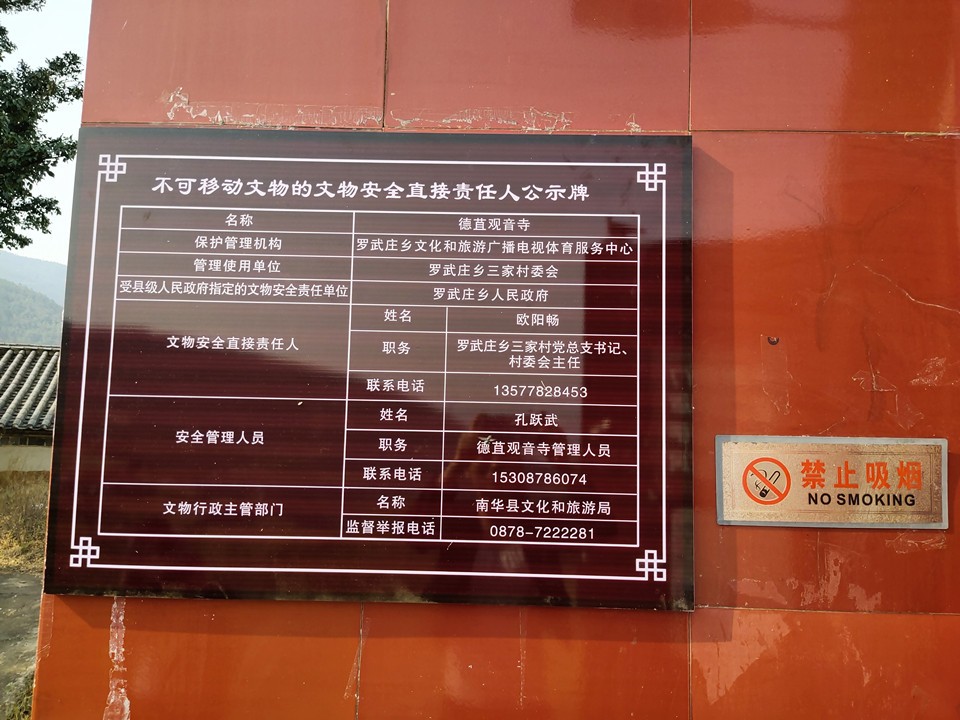 不可移动文物的文物安全直接责任人公示牌
名称 德苴观音寺
保护管理机构 罗武庄乡文化和旅游广播电视体育服务中心
管理使用单位 罗武庄乡三家村委会
受县级人民政府指定的文物安全责任单位 罗武庄乡人民政府
文物安全直接责任人
姓名 欧阳畅
职务 罗武庄乡三家村党总支书记、
村委会主任
联系电话 13577828453
安全管理人员
姓名 孔跃武
职务 德苴观音寺管理人员
联系电话 15308786074
文物行政主管部门
名称 南华县文化和旅游局
监督举报电话 0878-7222281
禁止吸烟
NO SMOKING